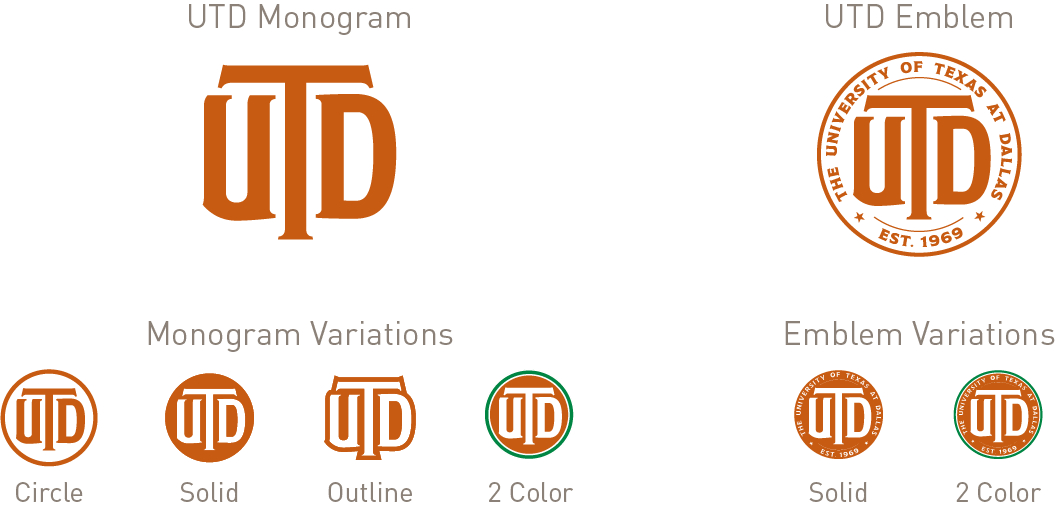 UTD Monogram
UTD
UTD Emblem
THE UNIVERSITY OF TEXAS AT DALLAS
UTD
EST. 1969
Monogram Variations
UTD
Circle
UTD
Solid
UTD
Outline
UTD
2 Color
Emblem Variations
THE UNIVERSITY OF TEXAS AT DALLAS
UTD
EST. 1969
Solid
THE UNIVERSITY OF TEXAS AT DALLAS
UTD
EST. 1969
2 Color